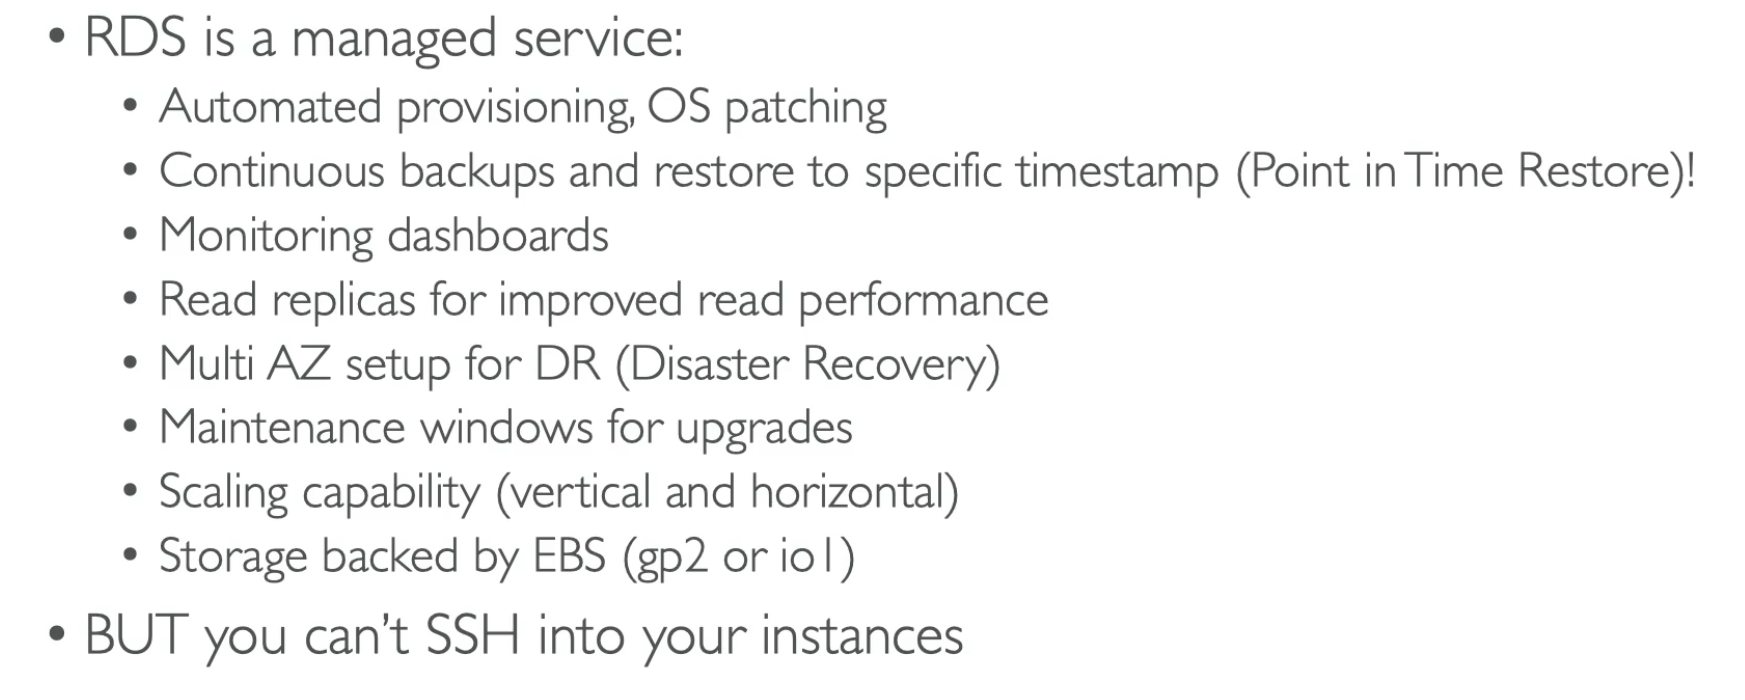 • RDS is a managed service:
• Automated provisioning, OS patching
• Continuous backups and restore to specific timestamp (Point in Time Restore)!
• Monitoring dashboards
• Read replicas for improved read performance
• Multi AZ setup for DR (Disaster Recovery)
• Maintenance windows for upgrades
• Scaling capability (vertical and horizontal)
• Storage backed by EBS (gp2 or io1)
• BUT you can’t SSH into your instances